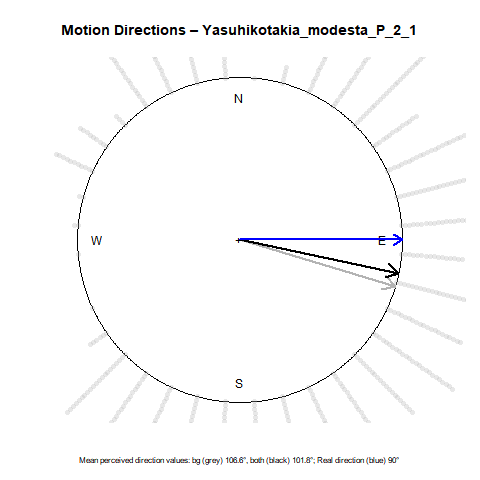 Motion Directions – Yasuhikotakia_modesta_P_2_1
N
W
E
S
Mean perceived direction values: bg (grey) 106.6°, both (black) 101.8°; Real direction (blue) 90°